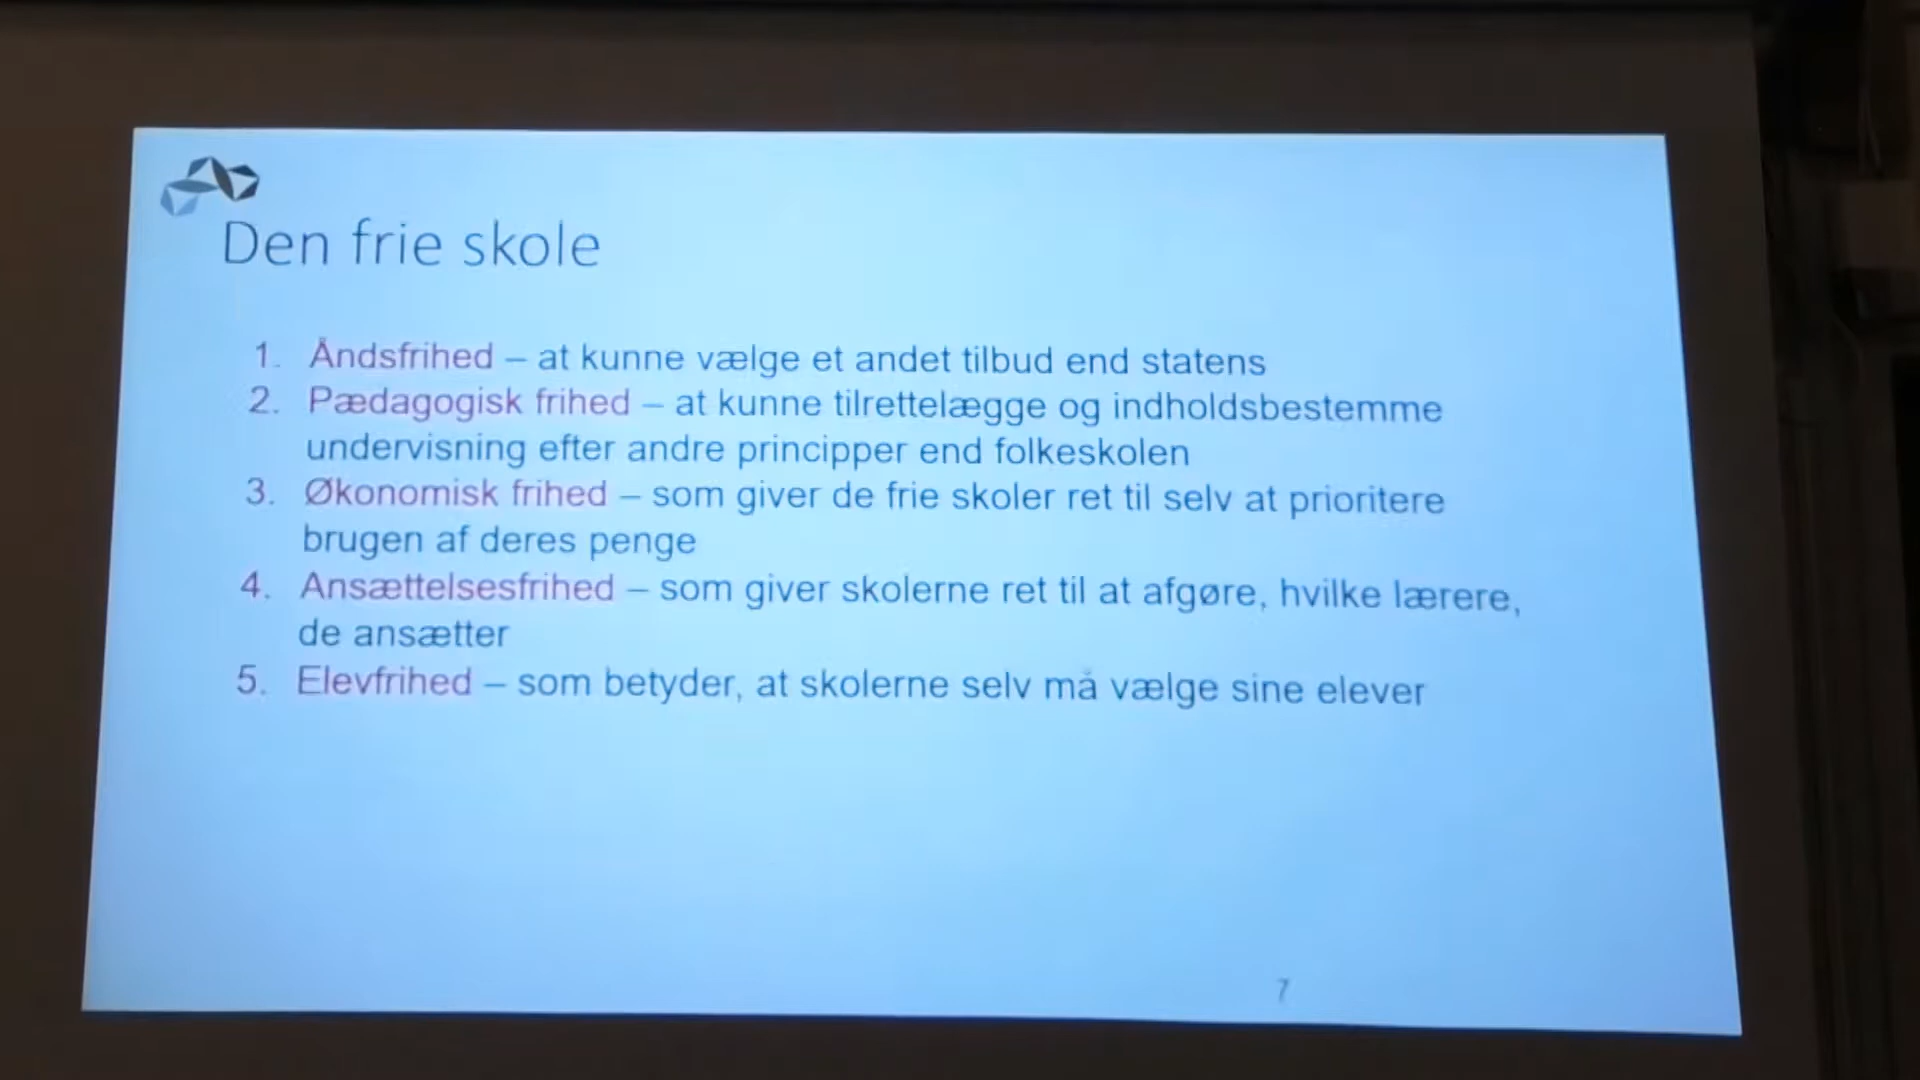 Den frie skole
1. Åndsfrihed – at kunne vælge et andet tilbud end statens
2. Pædagogisk frihed – at kunne tilrettelægge og indholdsbestemme
undervisning efter andre principper end folkeskolen
3. Økonomisk frihed – som giver de frie skoler ret til selv at prioritere
brugen af deres penge
4. Ansættelsesfrihed – som giver skolerne ret til at afgøre, hvilke lærere,
de ansætter
5. Elevfrihed – som betyder, at skolerne selv må vælge sine elever
7